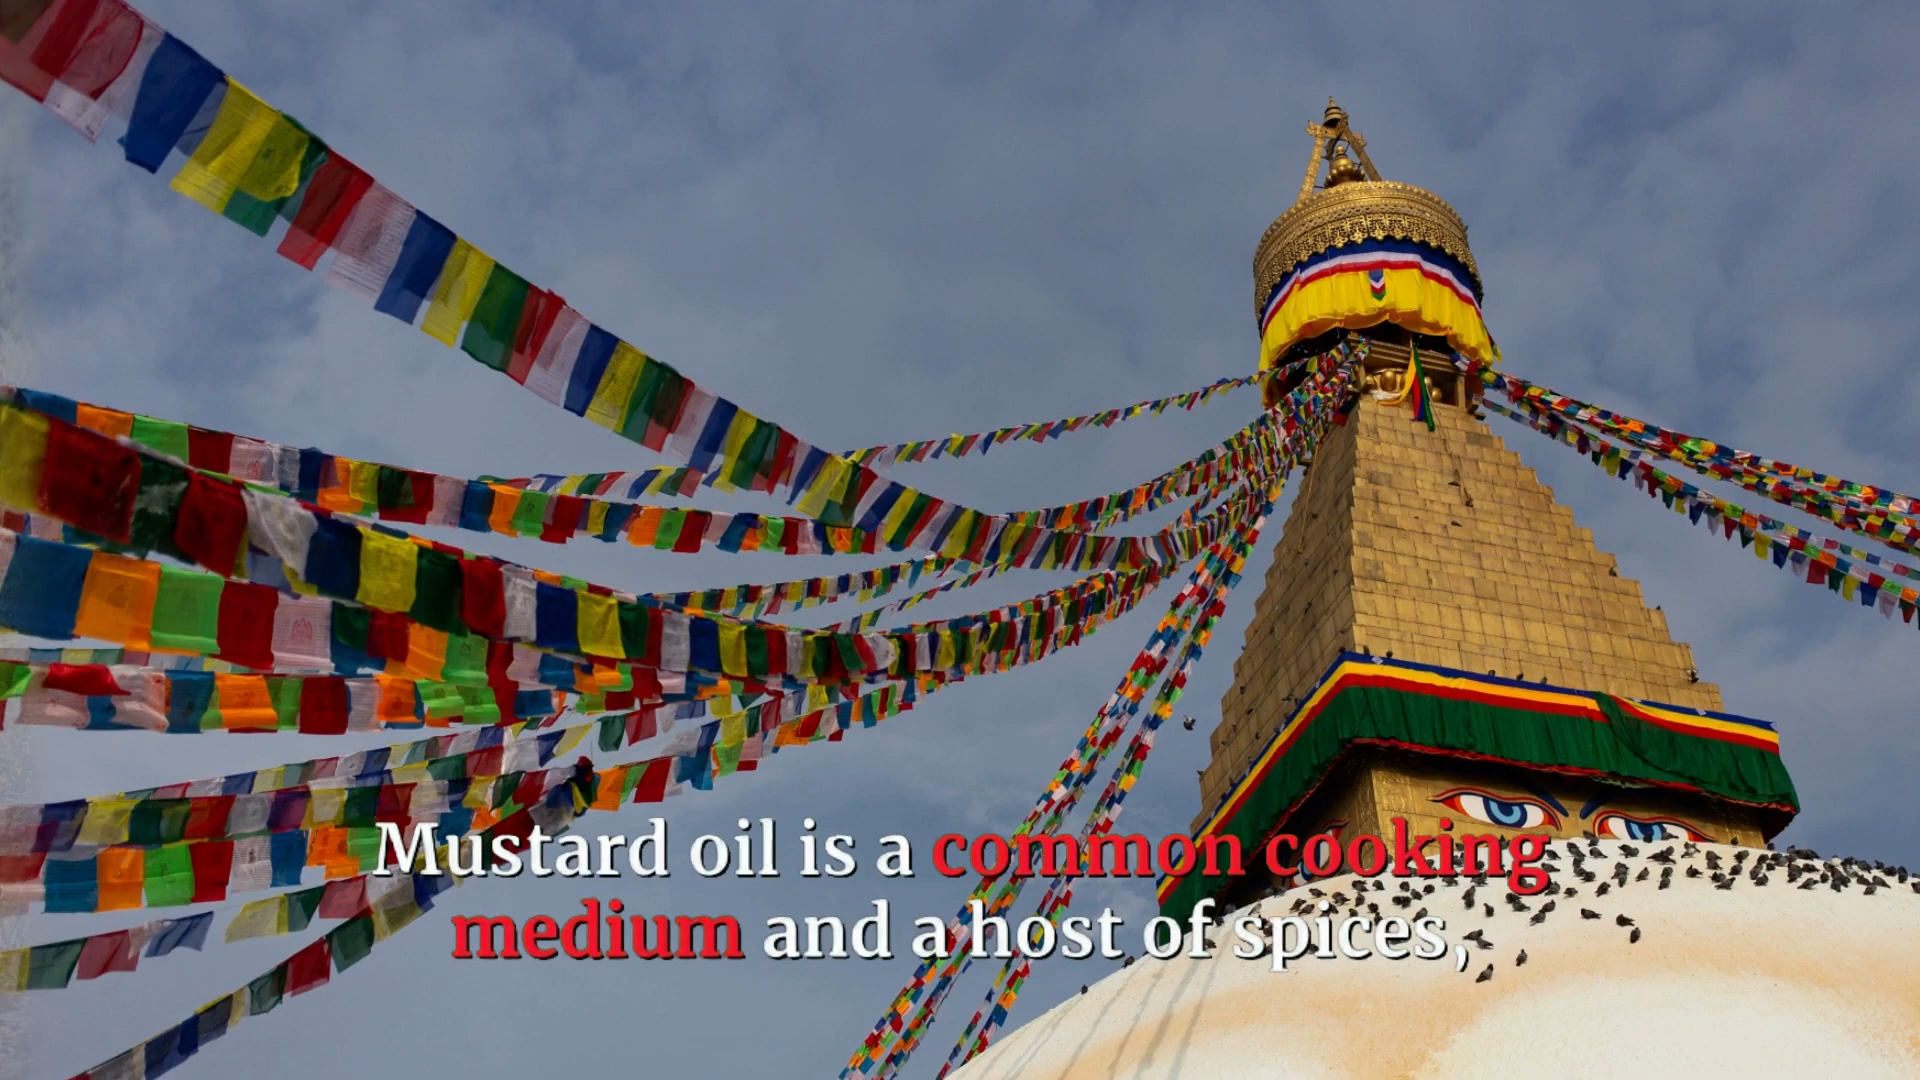 Mustard oil is a common cooking
medium and a host of spices,